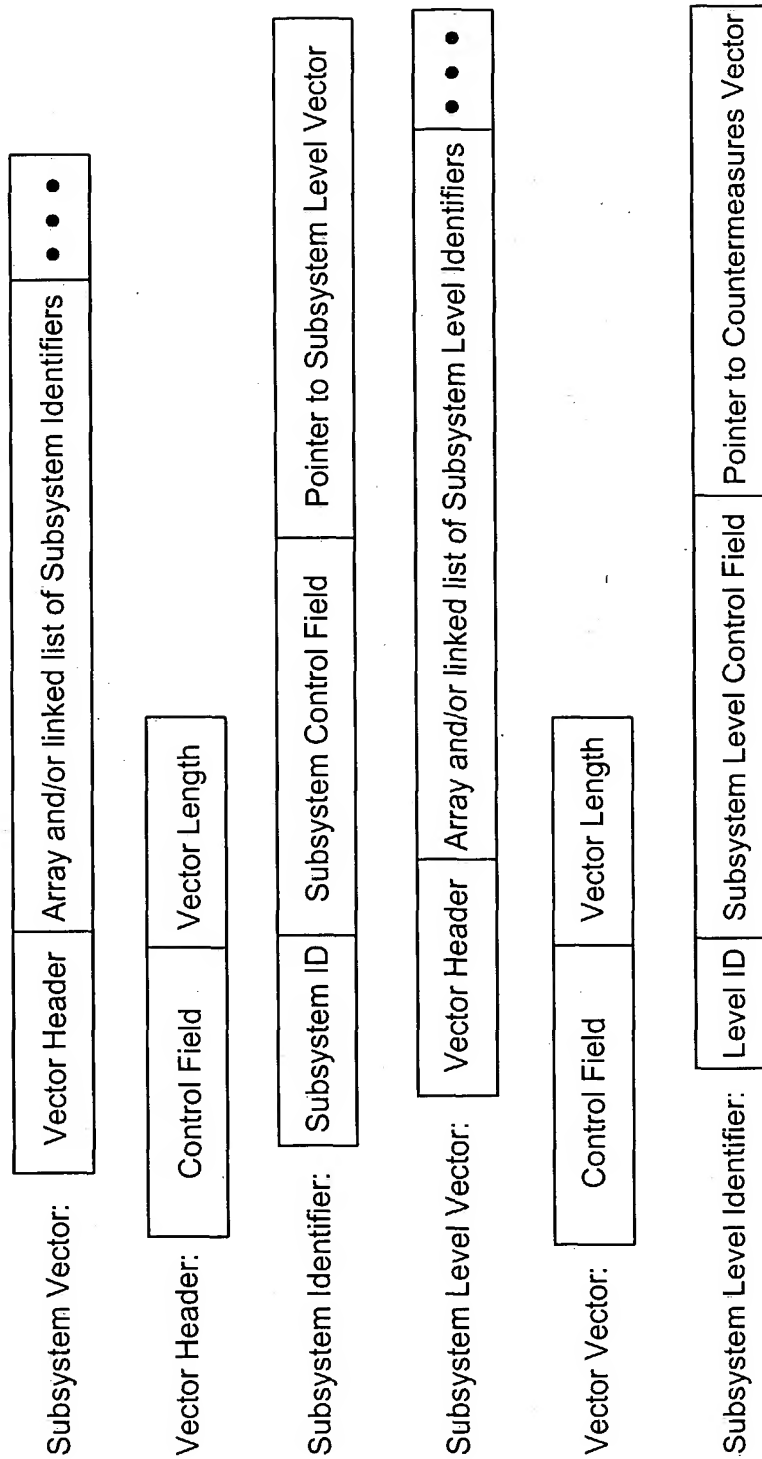 Subsystem Vector: Vector Header Array and/or linked list of Subsystem Identifiers • • •
Vector Header: Control Field Vector Length
Subsystem Identifier: Subsystem ID Subsystem Control Field Pointer to Subsystem Level Vector
Subsystem Level Vector: Vector Header Array and/or linked list of Subsystem Level Identifiers • • •
Vector Vector: Control Field Vector Length
Subsystem Level Identifier: Level ID Subsystem Level Control Field Pointer to Countermeasures Vector